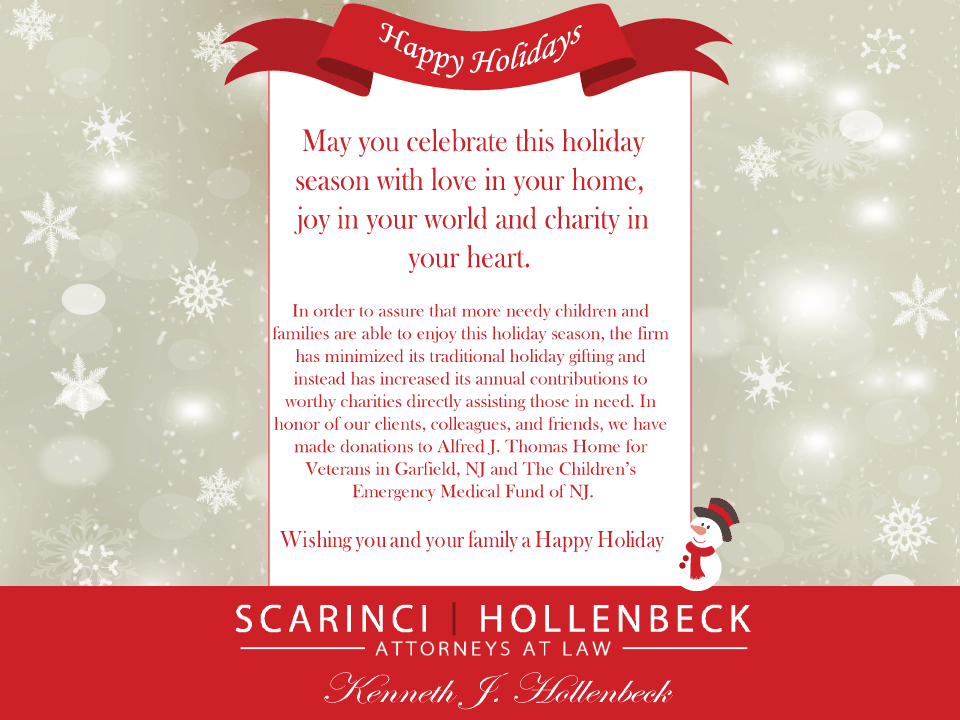 Happy Holidays
May you celebrate this holiday
season with love in your home,
joy in your world and charity in
your heart.
In order to assure that more needy children and
families are able to enjoy this holiday season, the firm
has minimized its traditional holiday gifting and
instead has increased its annual contributions to
worthy charities directly assisting those in need. In
honor of our clients, colleagues, and friends, we have
made donations to Alfred J. Thomas Home for
Veterans in Garfield, NJ and The Children's
Emergency Medical Fund of NJ.
Wishing you and your family a Happy Holiday
SCARINCI | HOLLENBECK
ATTORNEYS AT LAW
Kenneth J. Hollenbeck